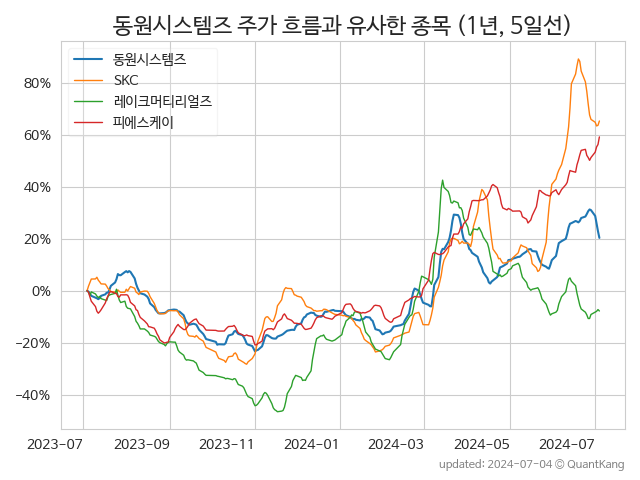 동원시스템즈 주가 흐름과 유사한 종목 (1년, 5일선)
동원시스템즈
SKC
레이크머티리얼즈
피에스케이
80%
60%
40%
20%
0%
−20%
−40%
2023-07 2023-09 2023-11 2024-01 2024-03 2024-05 2024-07
updated: 2024-07-04 © QuantKang